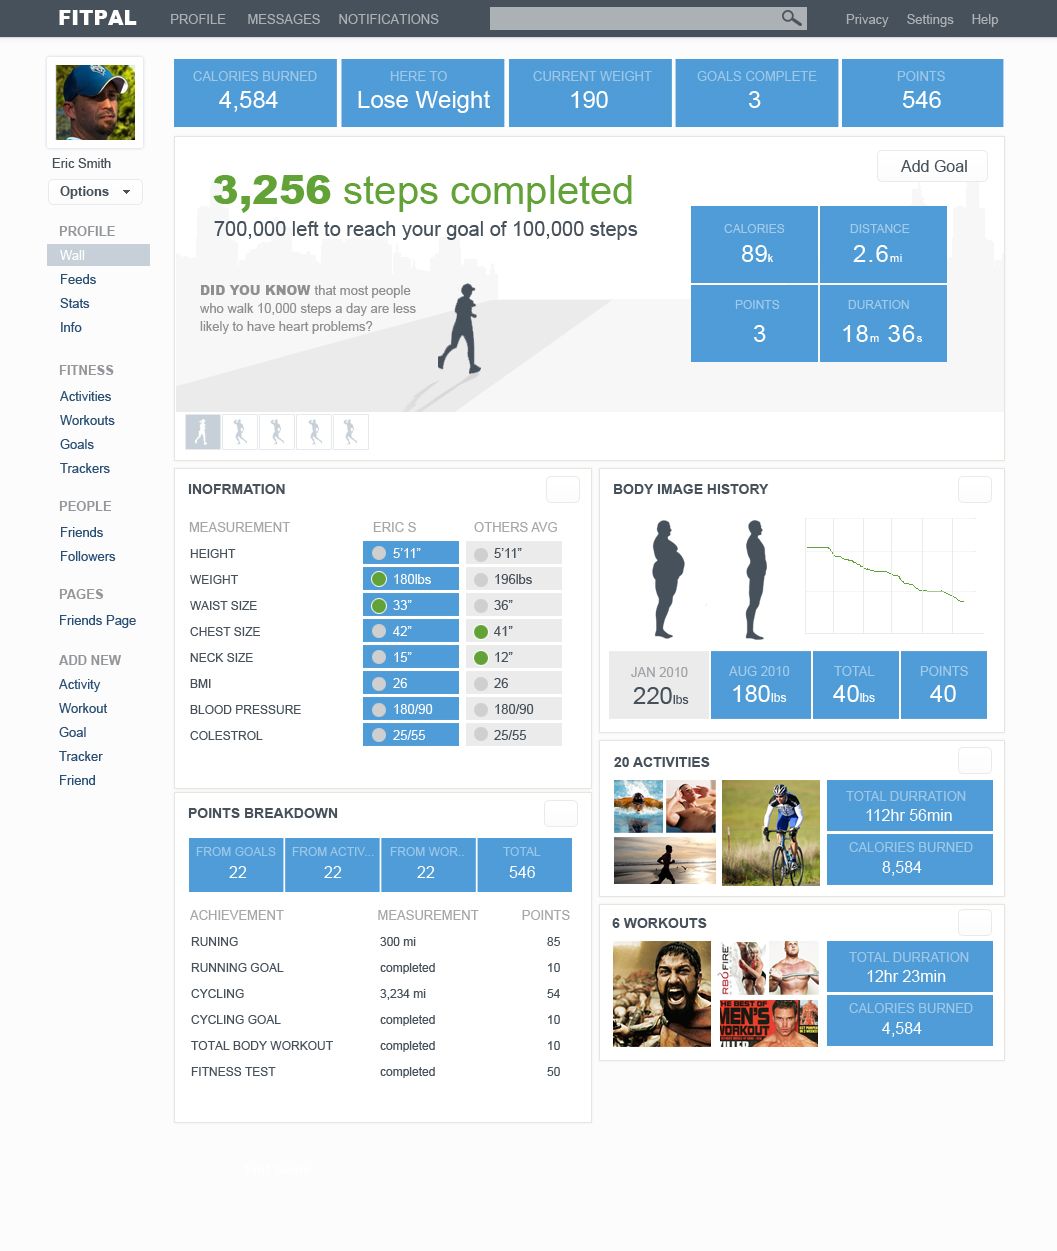 FITPAL PROFILE MESSAGES NOTIFICATIONS Privacy Settings Help
Eric Smith
Options
PROFILE
Wall
Feeds
Stats
Info
FITNESS
Activities
Workouts
Goals
Trackers
PEOPLE
Friends
Followers
PAGES
Friends Page
ADD NEW
Activity
Workout
Goal
Tracker
Friend
CALORIES BURNED
4,584
HERE TO
Lose Weight
CURRENT WEIGHT
190
GOALS COMPLETE
3
POINTS
546
Add Goal
3,256 steps completed
700,000 left to reach your goal of 100,000 steps
DID YOU KNOW that most people
who walk 10,000 steps a day are less
likely to have heart problems?
CALORIES
89k
DISTANCE
2.6mi
POINTS
3
DURATION
18m 36s
INOFRMATION
MEASUREMENT ERIC S OTHERS AVG
HEIGHT 5'11” 5'11”
WEIGHT 180lbs 196lbs
WAIST SIZE 33” 36”
CHEST SIZE 42” 41”
NECK SIZE 15” 12”
BMI 26 26
BLOOD PRESSURE 180/90 180/90
COLESTROL 25/55 25/55
POINTS BREAKDOWN
FROM GOALS
22
FROM ACTIV...
22
FROM WOR..
22
TOTAL
546
ACHIEVEMENT MEASUREMENT POINTS
RUNING 300 mi 85
RUNNING GOAL completed 10
CYCLING 3,234 mi 54
CYCLING GOAL completed 10
TOTAL BODY WORKOUT completed 10
FITNESS TEST completed 50
BODY IMAGE HISTORY
JAN 2010
220lbs
AUG 2010
180lbs
TOTAL
40lbs
POINTS
40
20 ACTIVITIES
TOTAL DURRATION
112hr 56min
CALORIES BURNED
8,584
6 WORKOUTS
THE BEST OF
MEN'S
WORKOUT
TOTAL DURRATION
12hr 23min
CALORIES BURNED
4,584